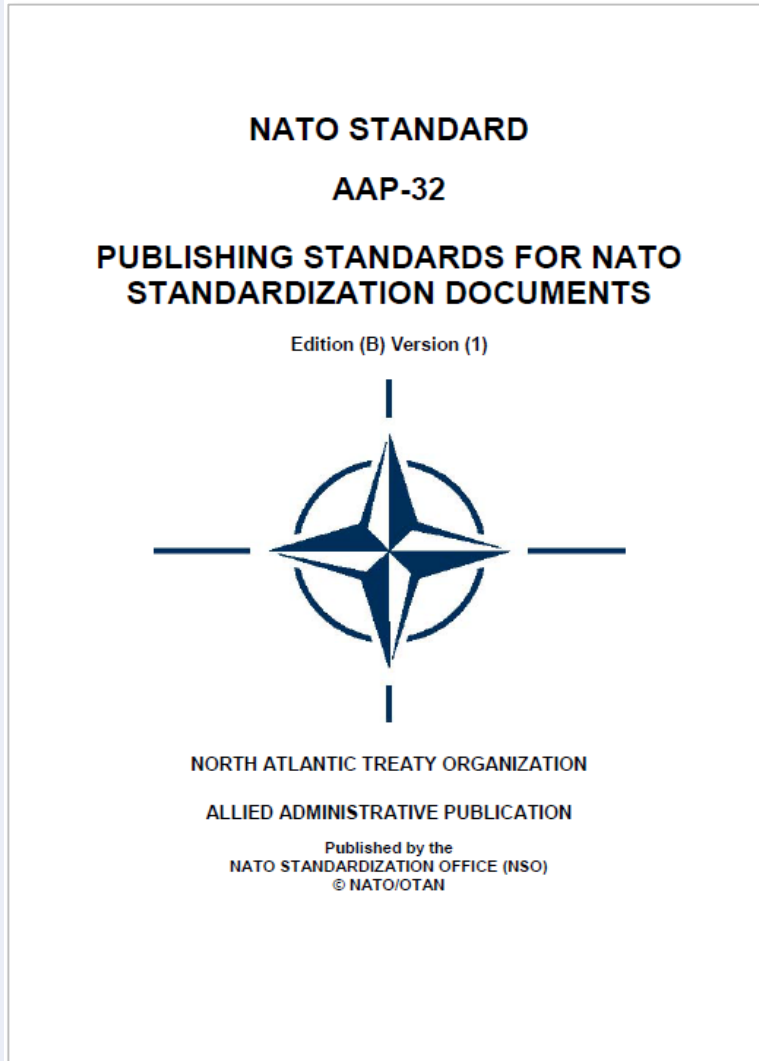 NATO STANDARD
AAP-32
PUBLISHING STANDARDS FOR NATO
STANDARDIZATION DOCUMENTS
Edition (B) Version (1)
NORTH ATLANTIC TREATY ORGANIZATION
ALLIED ADMINISTRATIVE PUBLICATION
Published by the
NATO STANDARDIZATION OFFICE (NSO)
© NATO/OTAN